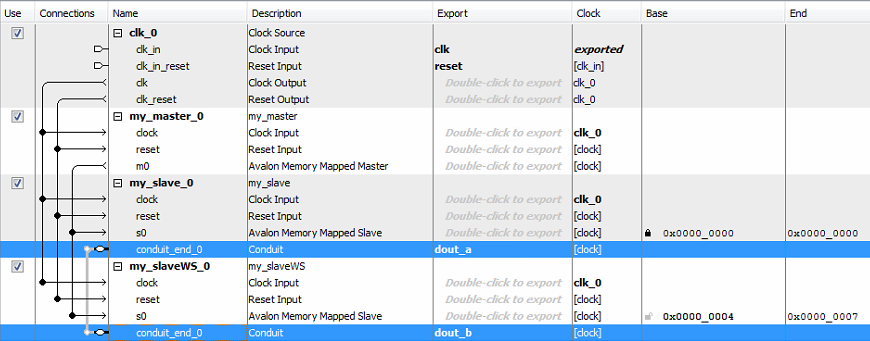 Use Connections Name Description Export Clock Base End
clk_0 Clock Source
clk_in Clock Input clk exported
clk_in_reset Reset Input reset [clk_in]
clk Clock Output Double-click to export clk_0
clk_reset Reset Output Double-click to export clk_0
my_master_0 my_master
clock Clock Input Double-click to export clk_0
reset Reset Input Double-click to export [clock]
m0 Avalon Memory Mapped Master Double-click to export [clock]
my_slave_0 my_slave
clock Clock Input Double-click to export clk_0
reset Reset Input Double-click to export [clock]
s0 Avalon Memory Mapped Slave Double-click to export [clock] 0x0000_0000 0x0000_0000
conduit_end_0 Conduit dout_a [clock]
my_slaveWS_0 my_slaveWS
clock Clock Input Double-click to export clk_0
reset Reset Input Double-click to export [clock]
s0 Avalon Memory Mapped Slave Double-click to export [clock] 0x0000_0004 0x0000_0007
conduit_end_0 Conduit dout_b [clock]